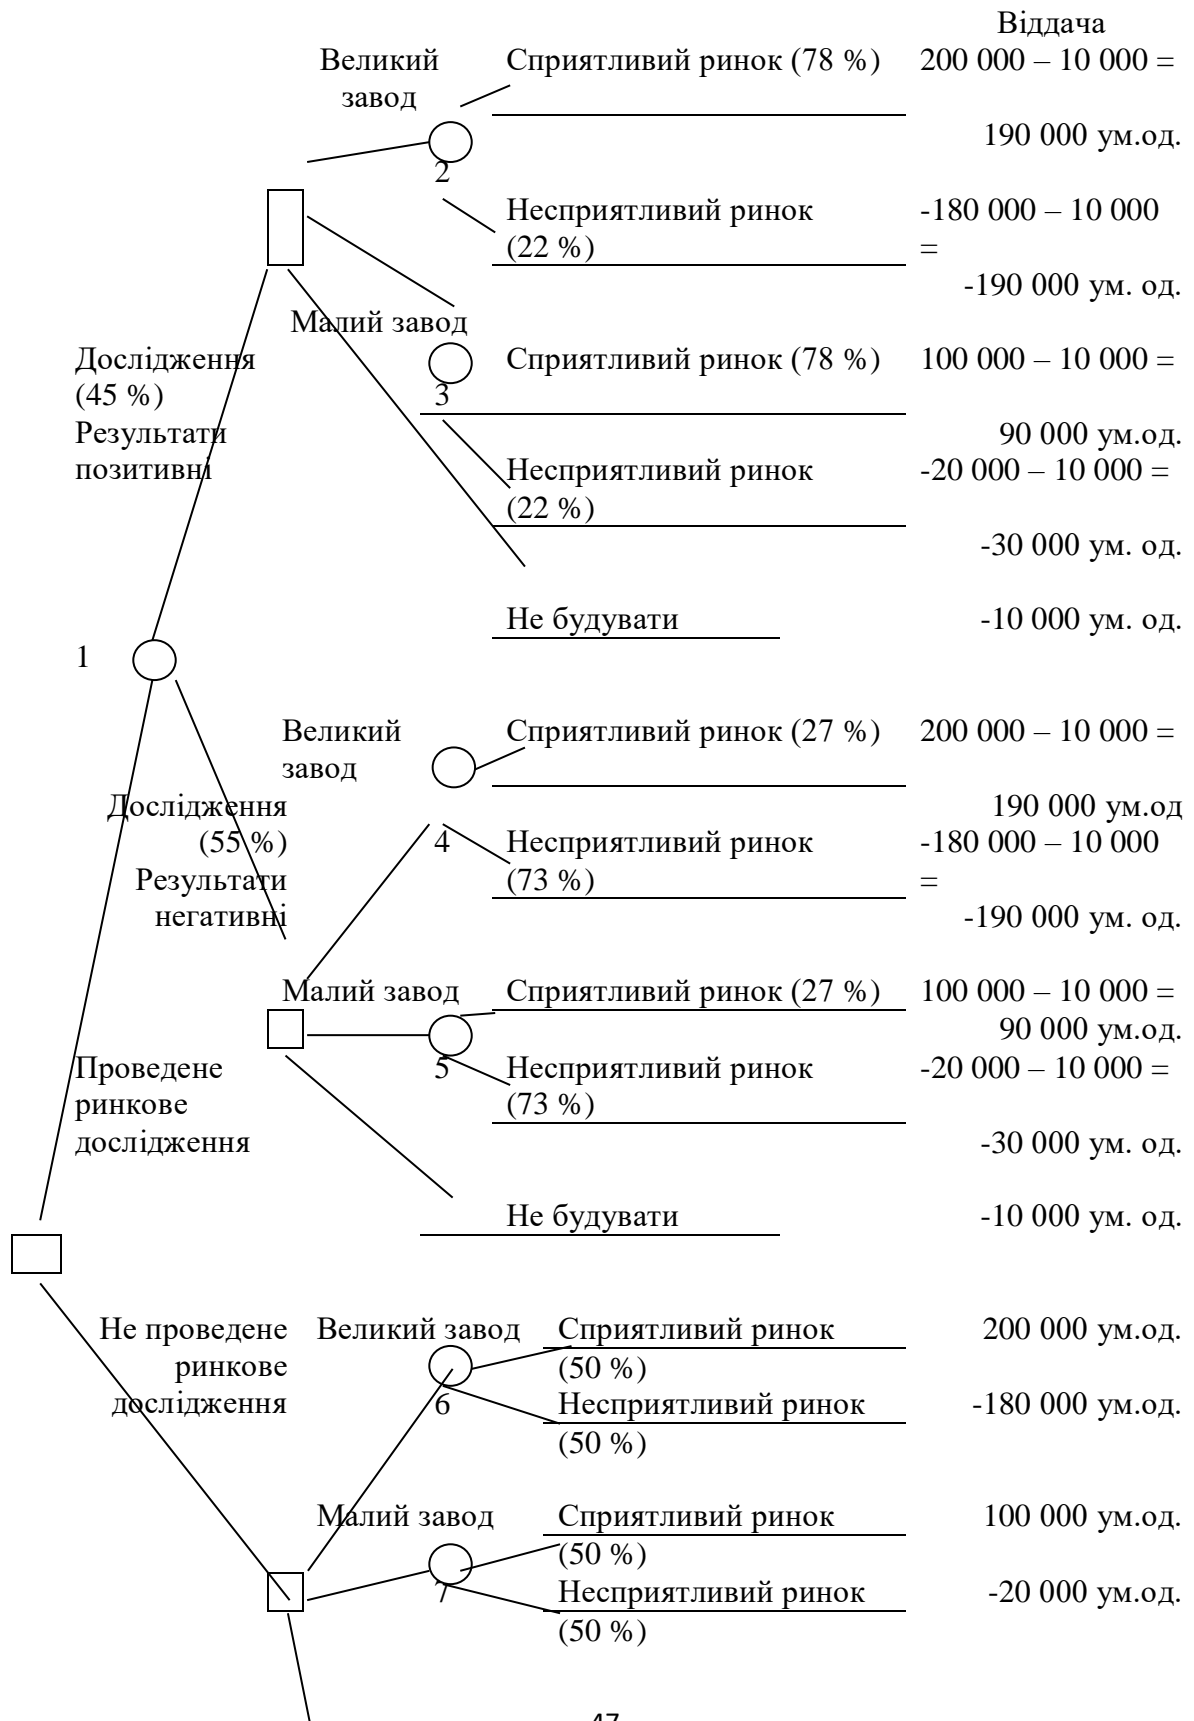 Віддача
Великий
завод
Сприятливий ринок (78 %)
200 000 – 10 000 =
190 000 ум.од.
2
Несприятливий ринок
(22 %)
-180 000 – 10 000
=
-190 000 ум. од.
Малий завод
Дослідження
(45 %)
Результати
позитивні
3
Сприятливий ринок (78 %)
100 000 – 10 000 =
90 000 ум.од.
Несприятливий ринок
(22 %)
-20 000 – 10 000 =
-30 000 ум. од.
Не будувати
-10 000 ум. од.
1
Великий
завод
Сприятливий ринок (27 %)
200 000 – 10 000 =
190 000 ум.од
Дослідження
(55 %)
Результати
негативні
4
Несприятливий ринок
(73 %)
-180 000 – 10 000
=
-190 000 ум. од.
Малий завод
Сприятливий ринок (27 %)
100 000 – 10 000 =
90 000 ум.од.
Проведене
ринкове
дослідження
5
Несприятливий ринок
(73 %)
-20 000 – 10 000 =
-30 000 ум. од.
Не будувати
-10 000 ум. од.
Не проведене
ринкове
дослідження
Великий завод
Сприятливий ринок
(50 %)
200 000 ум.од.
6
Несприятливий ринок
(50 %)
-180 000 ум.од.
Малий завод
Сприятливий ринок
(50 %)
100 000 ум.од.
7
Несприятливий ринок
(50 %)
-20 000 ум.од.